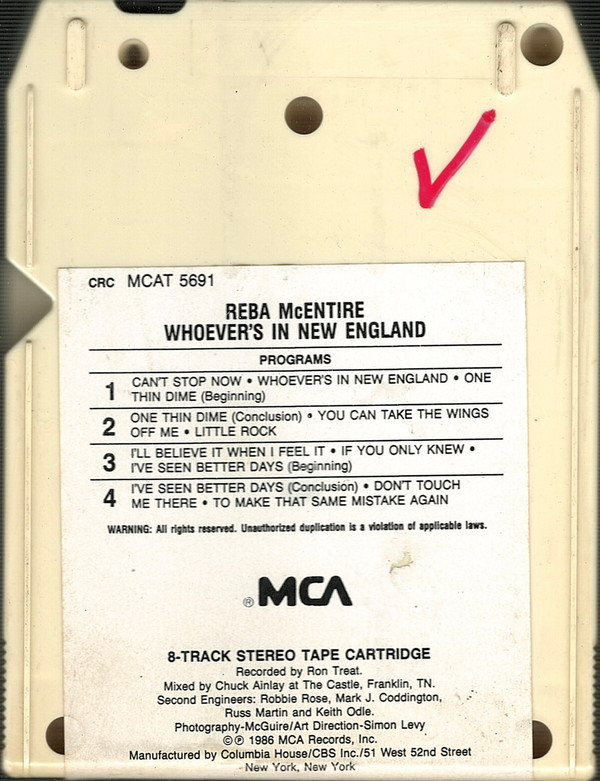 CRC MCAT 5691
REBA McENTIRE
WHOEVER'S IN NEW ENGLAND
PROGRAMS
1 CAN'T STOP NOW • WHOEVER'S IN NEW ENGLAND • ONE
THIN DIME (Beginning)
2 ONE THIN DIME (Conclusion) • YOU CAN TAKE THE WINGS
OFF ME • LITTLE ROCK
3 I'LL BELIEVE IT WHEN I FEEL IT • IF YOU ONLY KNEW •
I'VE SEEN BETTER DAYS (Beginning)
4 I'VE SEEN BETTER DAYS (Conclusion) • DON'T TOUCH
ME THERE • TO MAKE THAT SAME MISTAKE AGAIN
WARNING: All rights reserved. Unauthorized duplication is a violation of applicable laws.
® MCA
8-TRACK STEREO TAPE CARTRIDGE
Recorded by Ron Treat.
Mixed by Chuck Ainlay at The Castle, Franklin, TN.
Second Engineers: Robbie Rose, Mark J. Coddington,
Russ Martin and Keith Odle.
Photography-McGuire/Art Direction-Simon Levy
©℗ 1986 MCA Records, Inc.
Manufactured by Columbia House/CBS Inc./51 West 52nd Street
New York, New York